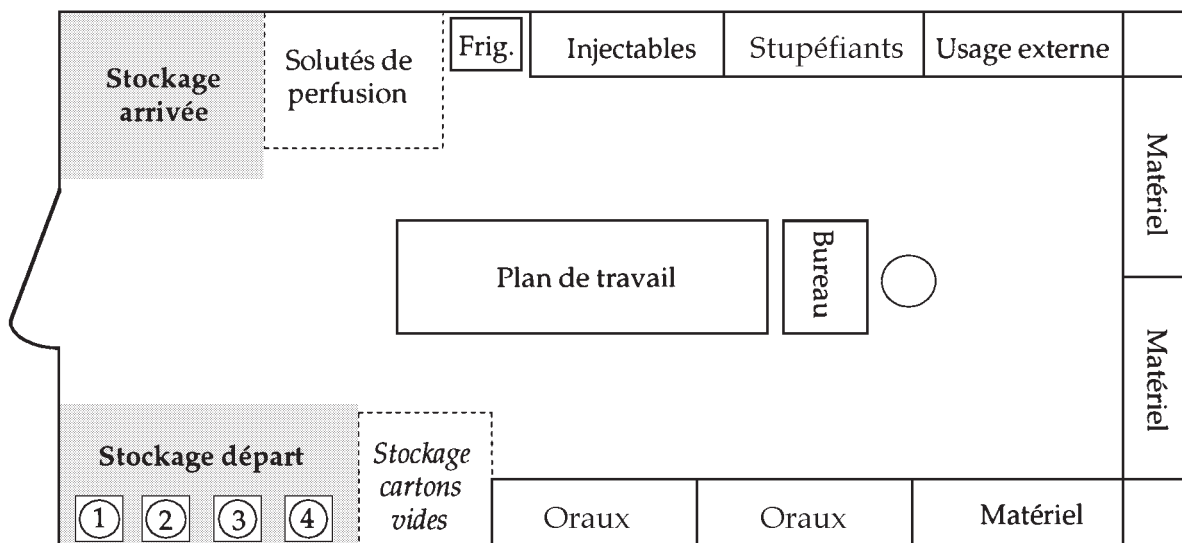 Stockage
arrivée
Solutés de
perfusion
Frig.
Injectables
Stupéfiants
Usage externe
Matériel
Plan de travail
Bureau
Matériel
Stockage départ
1 2 3 4
Stockage
cartons
vides
Oraux
Oraux
Matériel